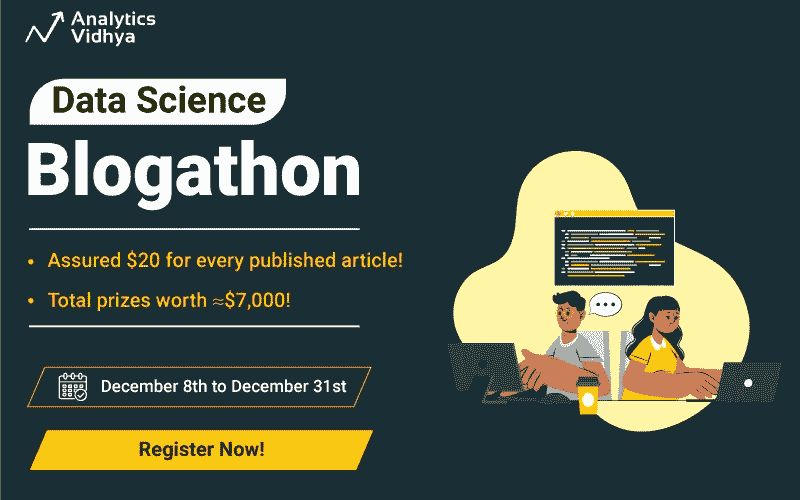 Analytics
Vidhya
Data Science
Blogathon
• Assured $20 for every published article!
• Total prizes worth ≈$7,000!
December 8th to December 31st
Register Now!